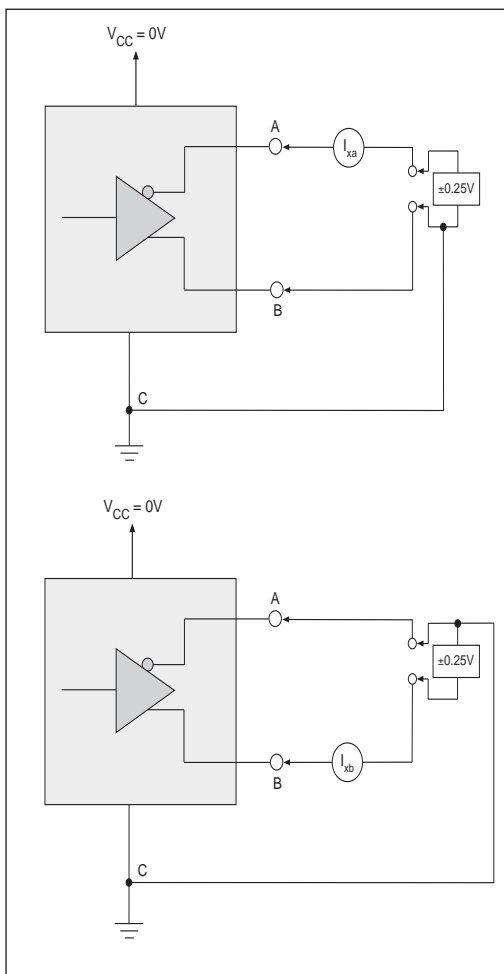 V_CC = 0V
A
I_xa
±0.25V
B
C
V_CC = 0V
A
±0.25V
B
I_xb
C